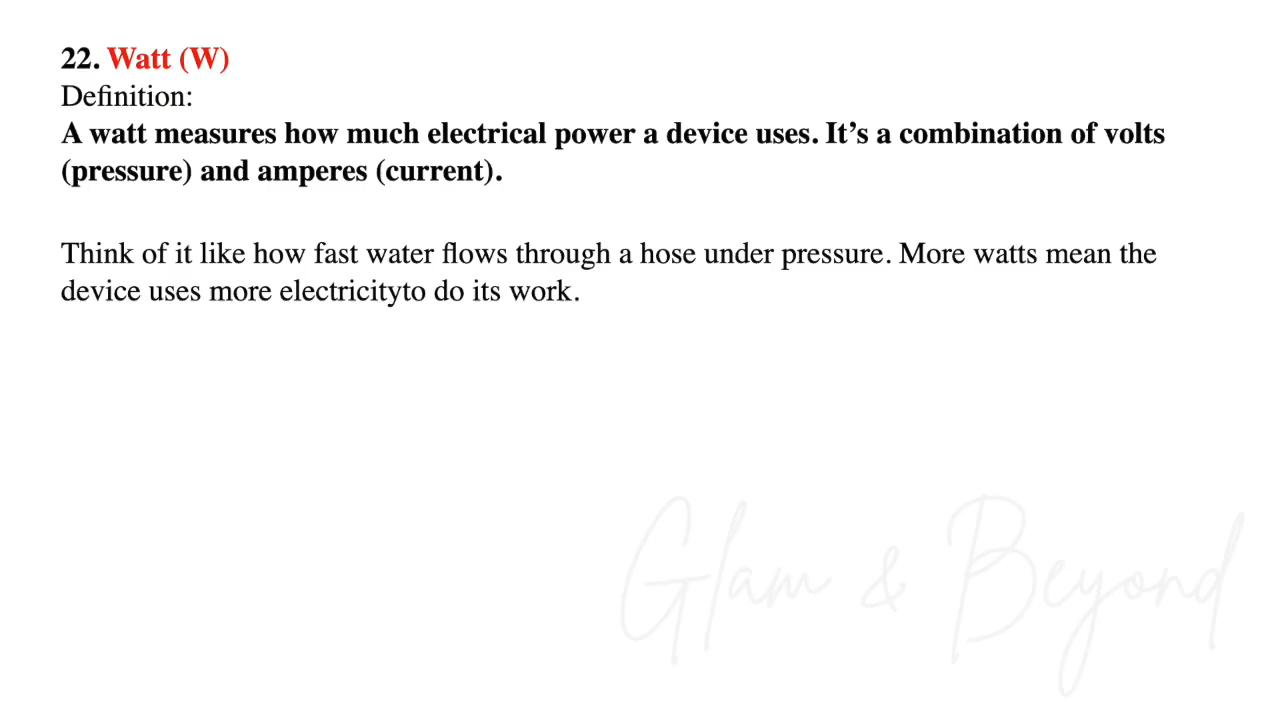 22. Watt (W)
Definition:
A watt measures how much electrical power a device uses. It’s a combination of volts
(pressure) and amperes (current).
Think of it like how fast water flows through a hose under pressure. More watts mean the
device uses more electricityto do its work.
Glam & Beyond